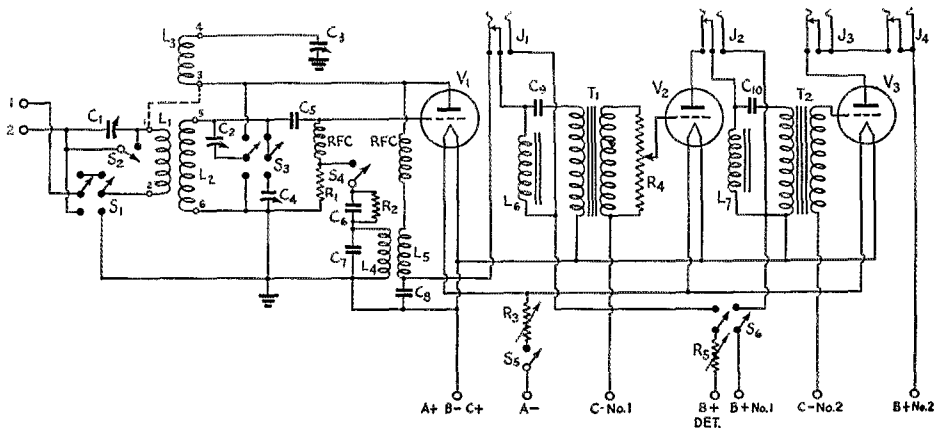 4
L3
C3
3
J1
J2
J3
J4
1
2
C1
1
L1
S2
2
S1
5
L2
6
C2
C5
S3
C4
RFC
R1
S4
C6
R2
C7
L4
RFC
L5
C8
V1
C9
L6
T1
R4
V2
C10
L7
T2
V3
R3
S5
R5
S6
A+ B- C+
A-
C-No.1
B+
DET.
B+No.1
C-No.2
B+No.2